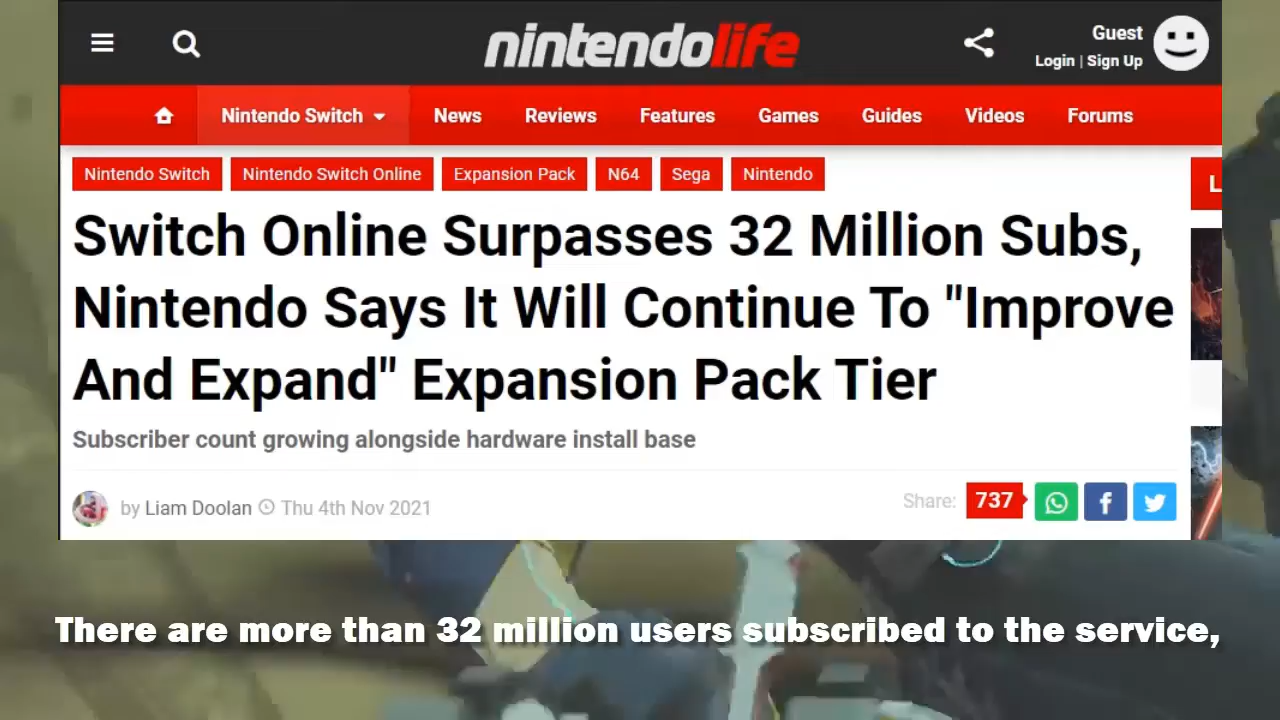 nintendolife
Guest
Login | Sign Up
Nintendo Switch News Reviews Features Games Guides Videos Forums
Nintendo Switch Nintendo Switch Online Expansion Pack N64 Sega Nintendo
L
Switch Online Surpasses 32 Million Subs,
Nintendo Says It Will Continue To "Improve
And Expand" Expansion Pack Tier
Subscriber count growing alongside hardware install base
by Liam Doolan Thu 4th Nov 2021
Share: 737
There are more than 32 million users subscribed to the service,